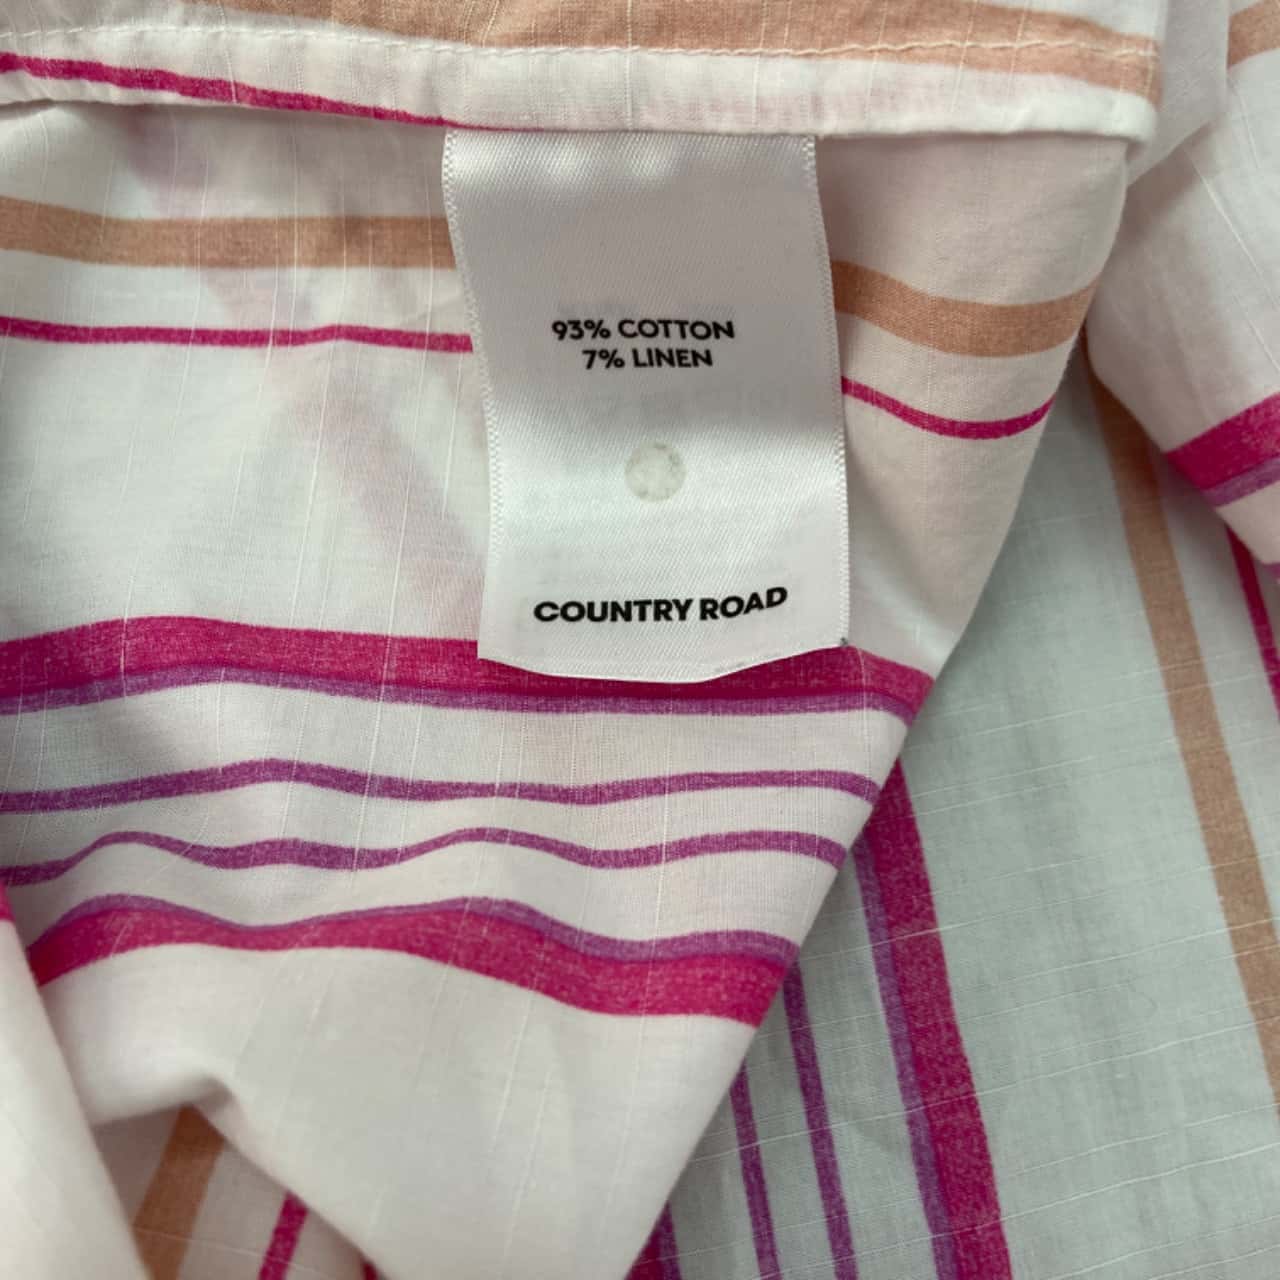 93% COTTON
7% LINEN
COUNTRY ROAD